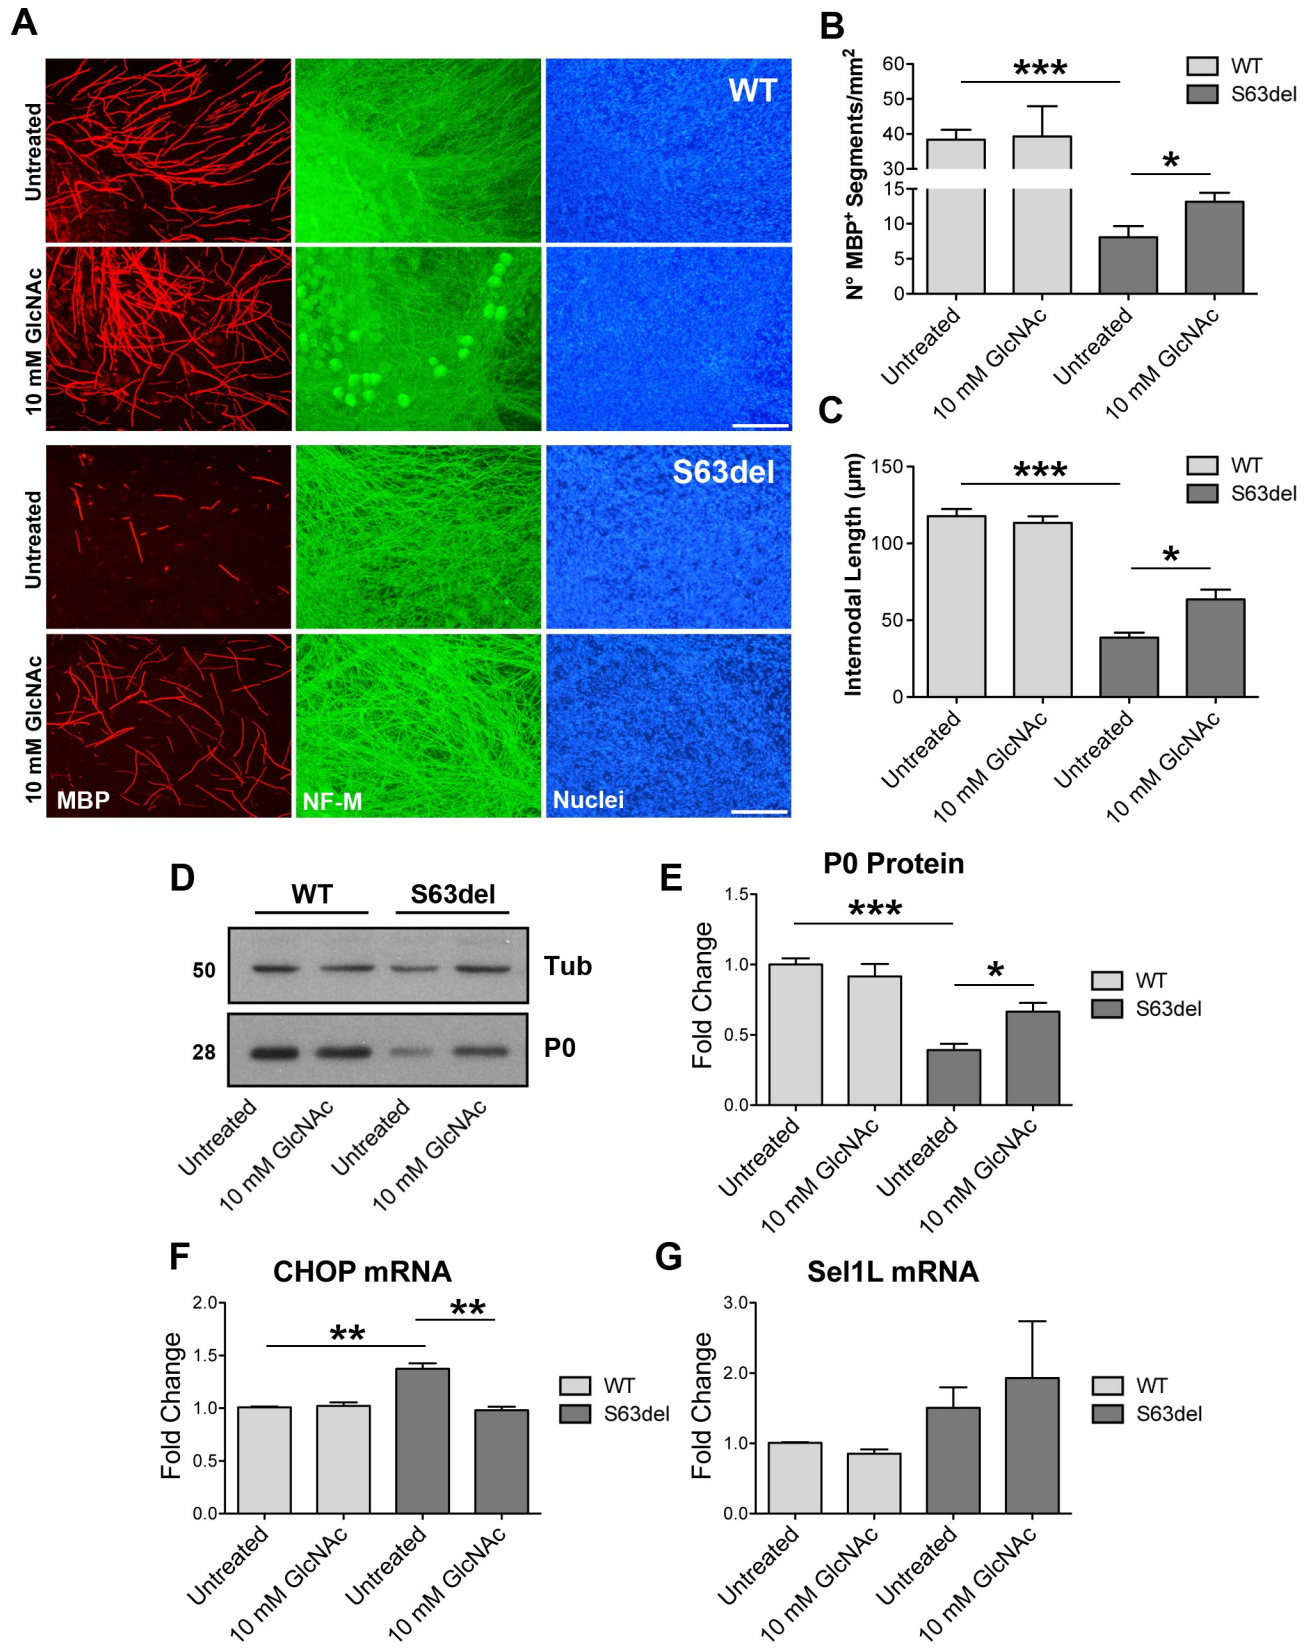 A
WT
Untreated
10 mM GlcNAc
S63del
Untreated
10 mM GlcNAc
MBP
NF-M
Nuclei
B
N° MBP+ Segments/mm2
60
50
40
30
15
10
5
0
***
*
WT
S63del
Untreated
10 mM GlcNAc
Untreated
10 mM GlcNAc
C
Internodal Length (µm)
150
100
50
0
***
*
WT
S63del
Untreated
10 mM GlcNAc
Untreated
10 mM GlcNAc
D
WT S63del
50 Tub
28 P0
Untreated
10 mM GlcNAc
Untreated
10 mM GlcNAc
E
P0 Protein
Fold Change
1.5
1.0
0.5
0.0
***
*
WT
S63del
Untreated
10 mM GlcNAc
Untreated
10 mM GlcNAc
F
CHOP mRNA
Fold Change
2.0
1.5
1.0
0.5
0.0
**
**
WT
S63del
Untreated
10 mM GlcNAc
Untreated
10 mM GlcNAc
G
Sel1L mRNA
Fold Change
3.0
2.0
1.0
0.0
WT
S63del
Untreated
10 mM GlcNAc
Untreated
10 mM GlcNAc